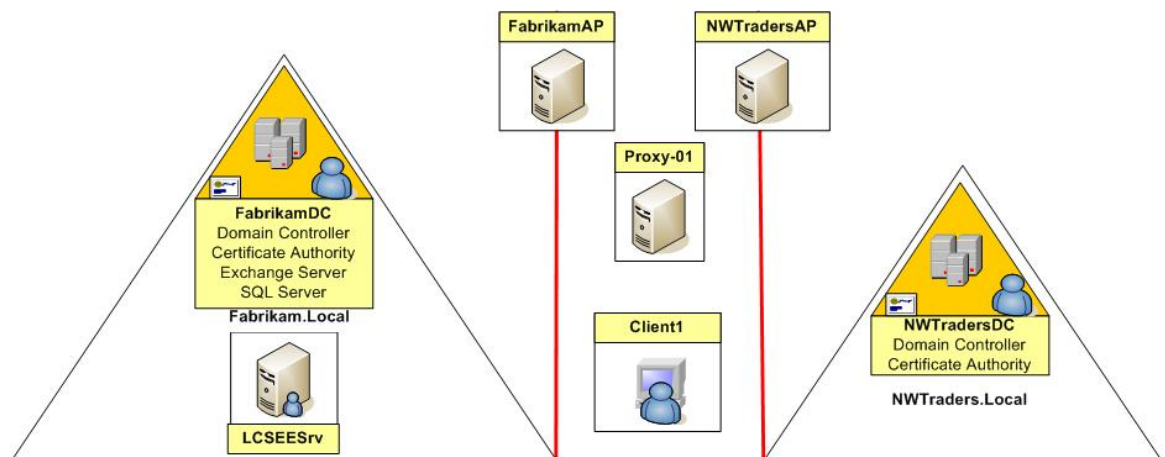 FabrikamAP
NWTradersAP
Proxy-01
FabrikamDC
Domain Controller
Certificate Authority
Exchange Server
SQL Server
Fabrikam.Local
LCSEESrv
Client1
NWTradersDC
Domain Controller
Certificate Authority
NWTraders.Local